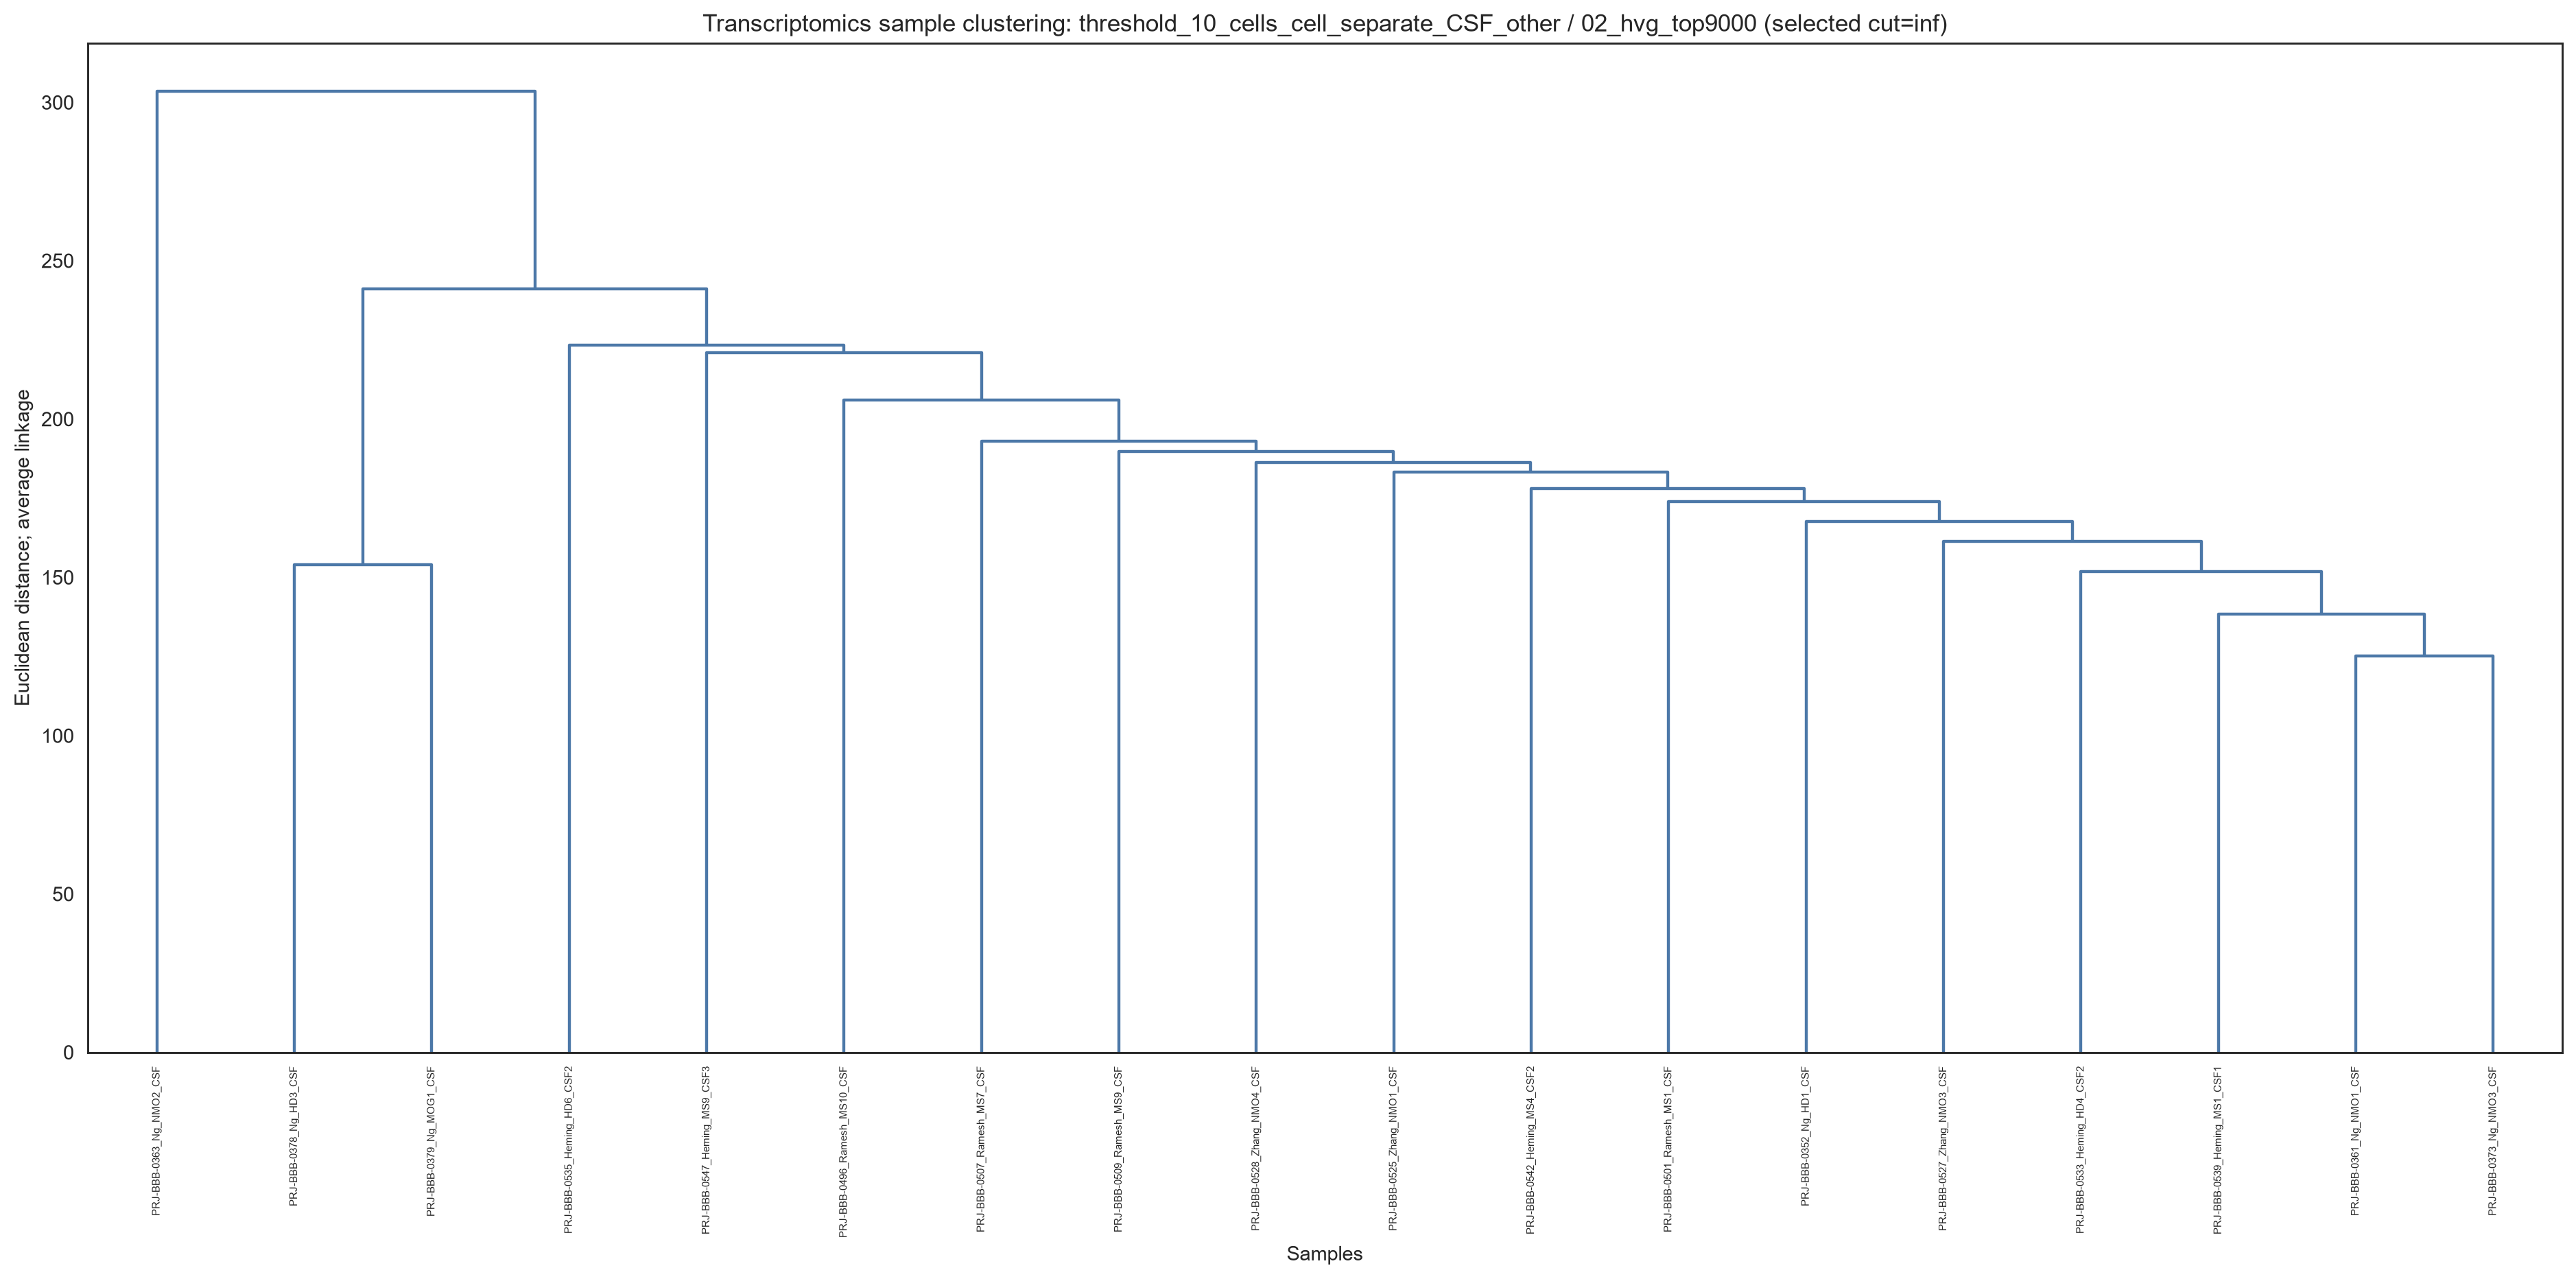 Transcriptomics sample clustering: threshold_10_cells_cell_separate_CSF_other / 02_hvg_top9000 (selected cut=inf)
Euclidean distance; average linkage
300
250
200
150
100
50
0
PRJ-BBB-0363_Ng_NMO2_CSF
PRJ-BBB-0378_Ng_HD3_CSF
PRJ-BBB-0379_Ng_MOG1_CSF
PRJ-BBB-0535_Heming_HD6_CSF2
PRJ-BBB-0547_Heming_MS9_CSF3
PRJ-BBB-0496_Ramesh_MS10_CSF
PRJ-BBB-0507_Ramesh_MS7_CSF
PRJ-BBB-0509_Ramesh_MS9_CSF
PRJ-BBB-0528_Zhang_NMO4_CSF
PRJ-BBB-0525_Zhang_NMO1_CSF
PRJ-BBB-0542_Heming_MS4_CSF2
PRJ-BBB-0501_Ramesh_MS1_CSF
PRJ-BBB-0352_Ng_HD1_CSF
PRJ-BBB-0527_Zhang_NMO3_CSF
PRJ-BBB-0533_Heming_HD4_CSF2
PRJ-BBB-0539_Heming_MS1_CSF1
PRJ-BBB-0361_Ng_NMO1_CSF
PRJ-BBB-0373_Ng_NMO3_CSF
Samples